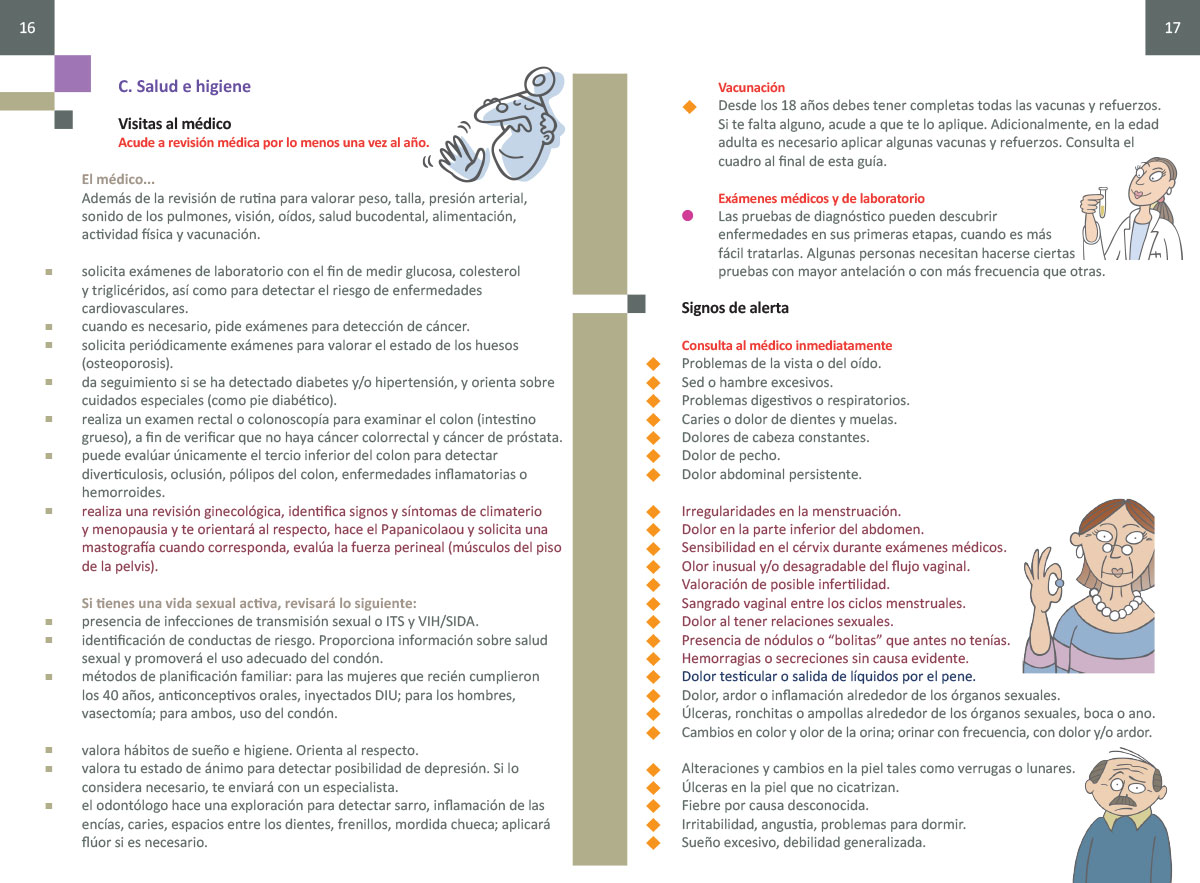 16
C. Salud e higiene
Visitas al médico
Acude a revisión médica por lo menos una vez al año.
El médico...
Además de la revisión de rutina para valorar peso, talla, presión arterial,
sonido de los pulmones, visión, oídos, salud bucodental, alimentación,
actividad física y vacunación.
solicita exámenes de laboratorio con el fin de medir glucosa, colesterol
y triglicéridos, así como para detectar el riesgo de enfermedades
cardiovasculares.
cuando es necesario, pide exámenes para detección de cáncer.
solicita periódicamente exámenes para valorar el estado de los huesos
(osteoporosis).
da seguimiento si se ha detectado diabetes y/o hipertensión, y orienta sobre
cuidados especiales (como pie diabético).
realiza un examen rectal o colonoscopía para examinar el colon (intestino
grueso), a fin de verificar que no haya cáncer colorrectal y cáncer de próstata.
puede evalúar únicamente el tercio inferior del colon para detectar
diverticulosis, oclusión, pólipos del colon, enfermedades inflamatorias o
hemorroides.
realiza una revisión ginecológica, identifica signos y síntomas de climaterio
y menopausia y te orientará al respecto, hace el Papanicolaou y solicita una
mastografía cuando corresponda, evalúa la fuerza perineal (músculos del piso
de la pelvis).
Si tienes una vida sexual activa, revisará lo siguiente:
presencia de infecciones de transmisión sexual o ITS y VIH/SIDA.
identificación de conductas de riesgo. Proporciona información sobre salud
sexual y promoverá el uso adecuado del condón.
métodos de planificación familiar: para las mujeres que recién cumplieron
los 40 años, anticonceptivos orales, inyectados DIU; para los hombres,
vasectomía; para ambos, uso del condón.
valora hábitos de sueño e higiene. Orienta al respecto.
valora tu estado de ánimo para detectar posibilidad de depresión. Si lo
considera necesario, te enviará con un especialista.
el odontólogo hace una exploración para detectar sarro, inflamación de las
encías, caries, espacios entre los dientes, frenillos, mordida chueca; aplicará
flúor si es necesario.
17
Vacunación
Desde los 18 años debes tener completas todas las vacunas y refuerzos.
Si te falta alguno, acude a que te lo aplique. Adicionalmente, en la edad
adulta es necesario aplicar algunas vacunas y refuerzos. Consulta el
cuadro al final de esta guía.
Exámenes médicos y de laboratorio
Las pruebas de diagnóstico pueden descubrir
enfermedades en sus primeras etapas, cuando es más
fácil tratarlas. Algunas personas necesitan hacerse ciertas
pruebas con mayor antelación o con más frecuencia que otras.
Signos de alerta
Consulta al médico inmediatamente
Problemas de la vista o del oído.
Sed o hambre excesivos.
Problemas digestivos o respiratorios.
Caries o dolor de dientes y muelas.
Dolores de cabeza constantes.
Dolor de pecho.
Dolor abdominal persistente.
Irregularidades en la menstruación.
Dolor en la parte inferior del abdomen.
Sensibilidad en el cérvix durante exámenes médicos.
Olor inusual y/o desagradable del flujo vaginal.
Valoración de posible infertilidad.
Sangrado vaginal entre los ciclos menstruales.
Dolor al tener relaciones sexuales.
Presencia de nódulos o “bolitas” que antes no tenías.
Hemorragias o secreciones sin causa evidente.
Dolor testicular o salida de líquidos por el pene.
Dolor, ardor o inflamación alrededor de los órganos sexuales.
Úlceras, ronchitas o ampollas alrededor de los órganos sexuales, boca o ano.
Cambios en color y olor de la orina; orinar con frecuencia, con dolor y/o ardor.
Alteraciones y cambios en la piel tales como verrugas o lunares.
Úlceras en la piel que no cicatrizan.
Fiebre por causa desconocida.
Irritabilidad, angustia, problemas para dormir.
Sueño excesivo, debilidad generalizada.